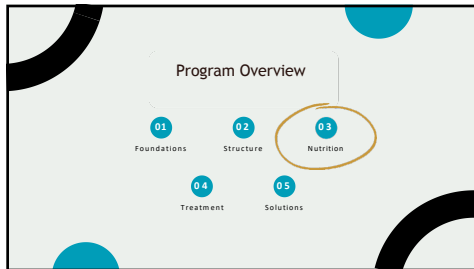 Program Overview
01 02 03
Foundations Structure Nutrition
04 05
Treatment Solutions